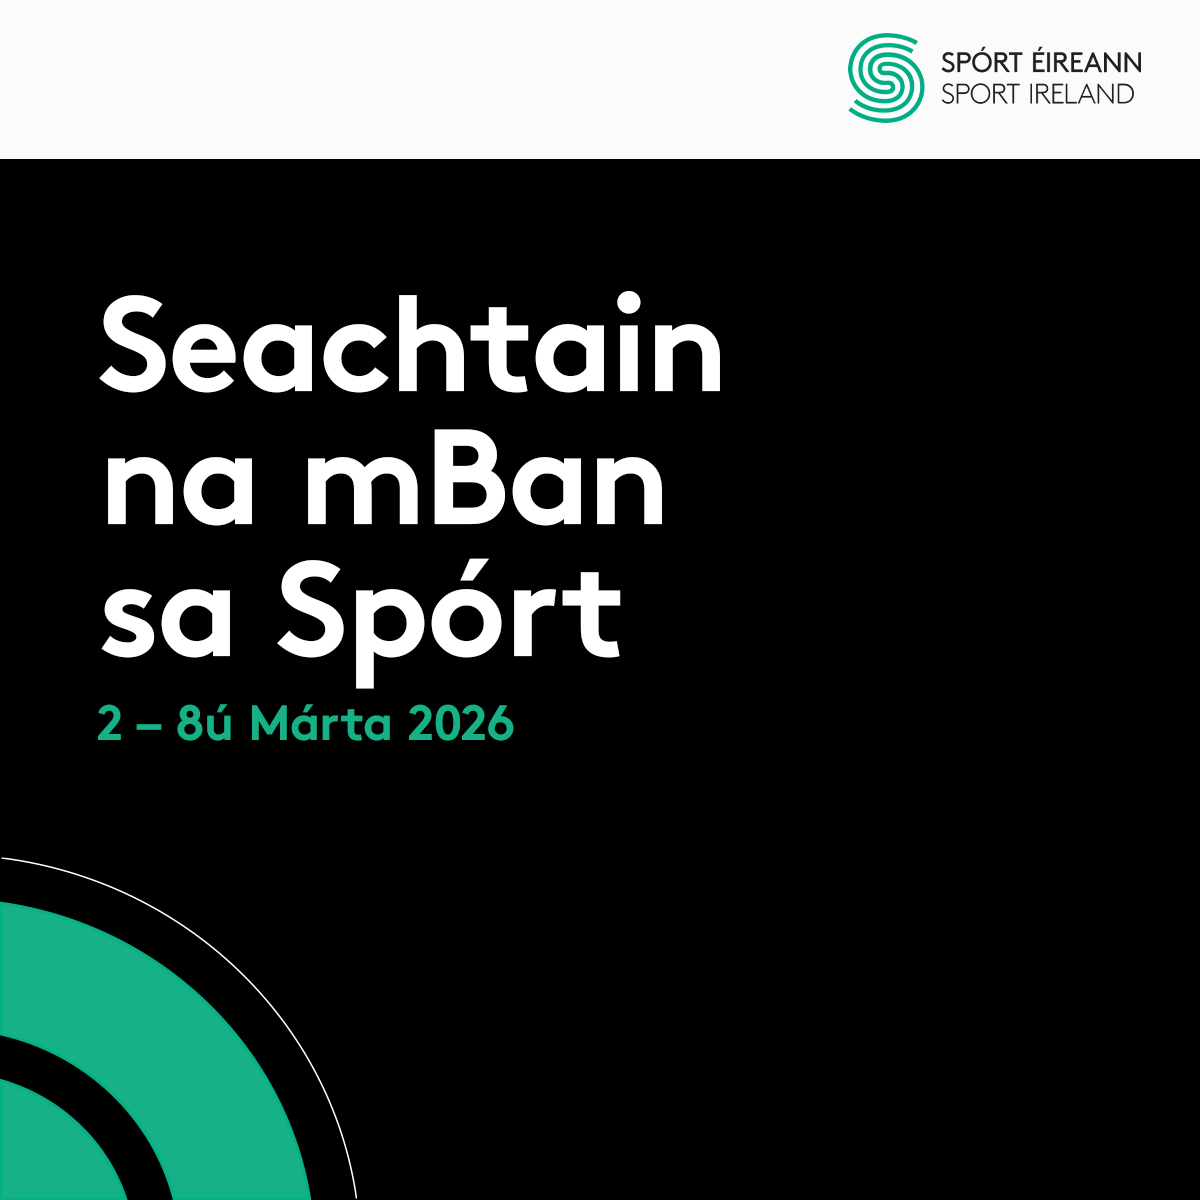 SPÓRT ÉIREANN
SPORT IRELAND
Seachtain
na mBan
sa Spórt
2 – 8ú Márta 2026